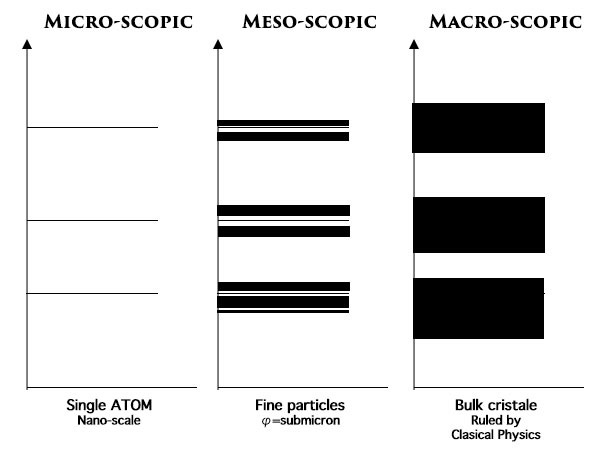 MICRO-SCOPIC
MESO-SCOPIC
MACRO-SCOPIC
Single ATOM
Nano-scale
Fine particles
φ=submicron
Bulk cristale
Ruled by
Clasical Physics